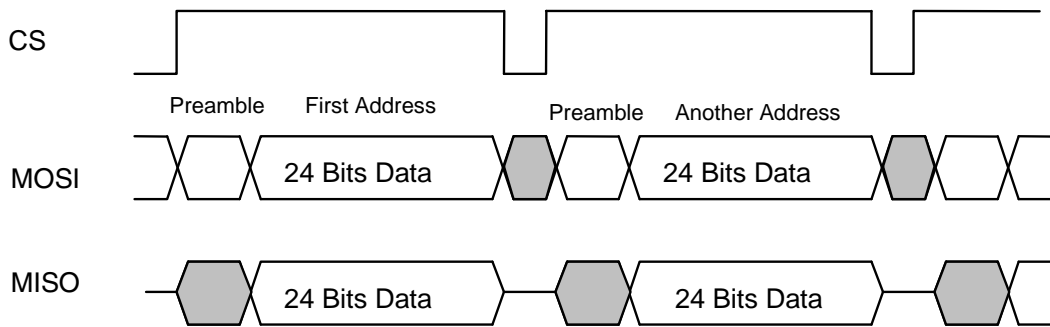 CS
Preamble First Address Preamble Another Address
MOSI 24 Bits Data 24 Bits Data
MISO 24 Bits Data 24 Bits Data